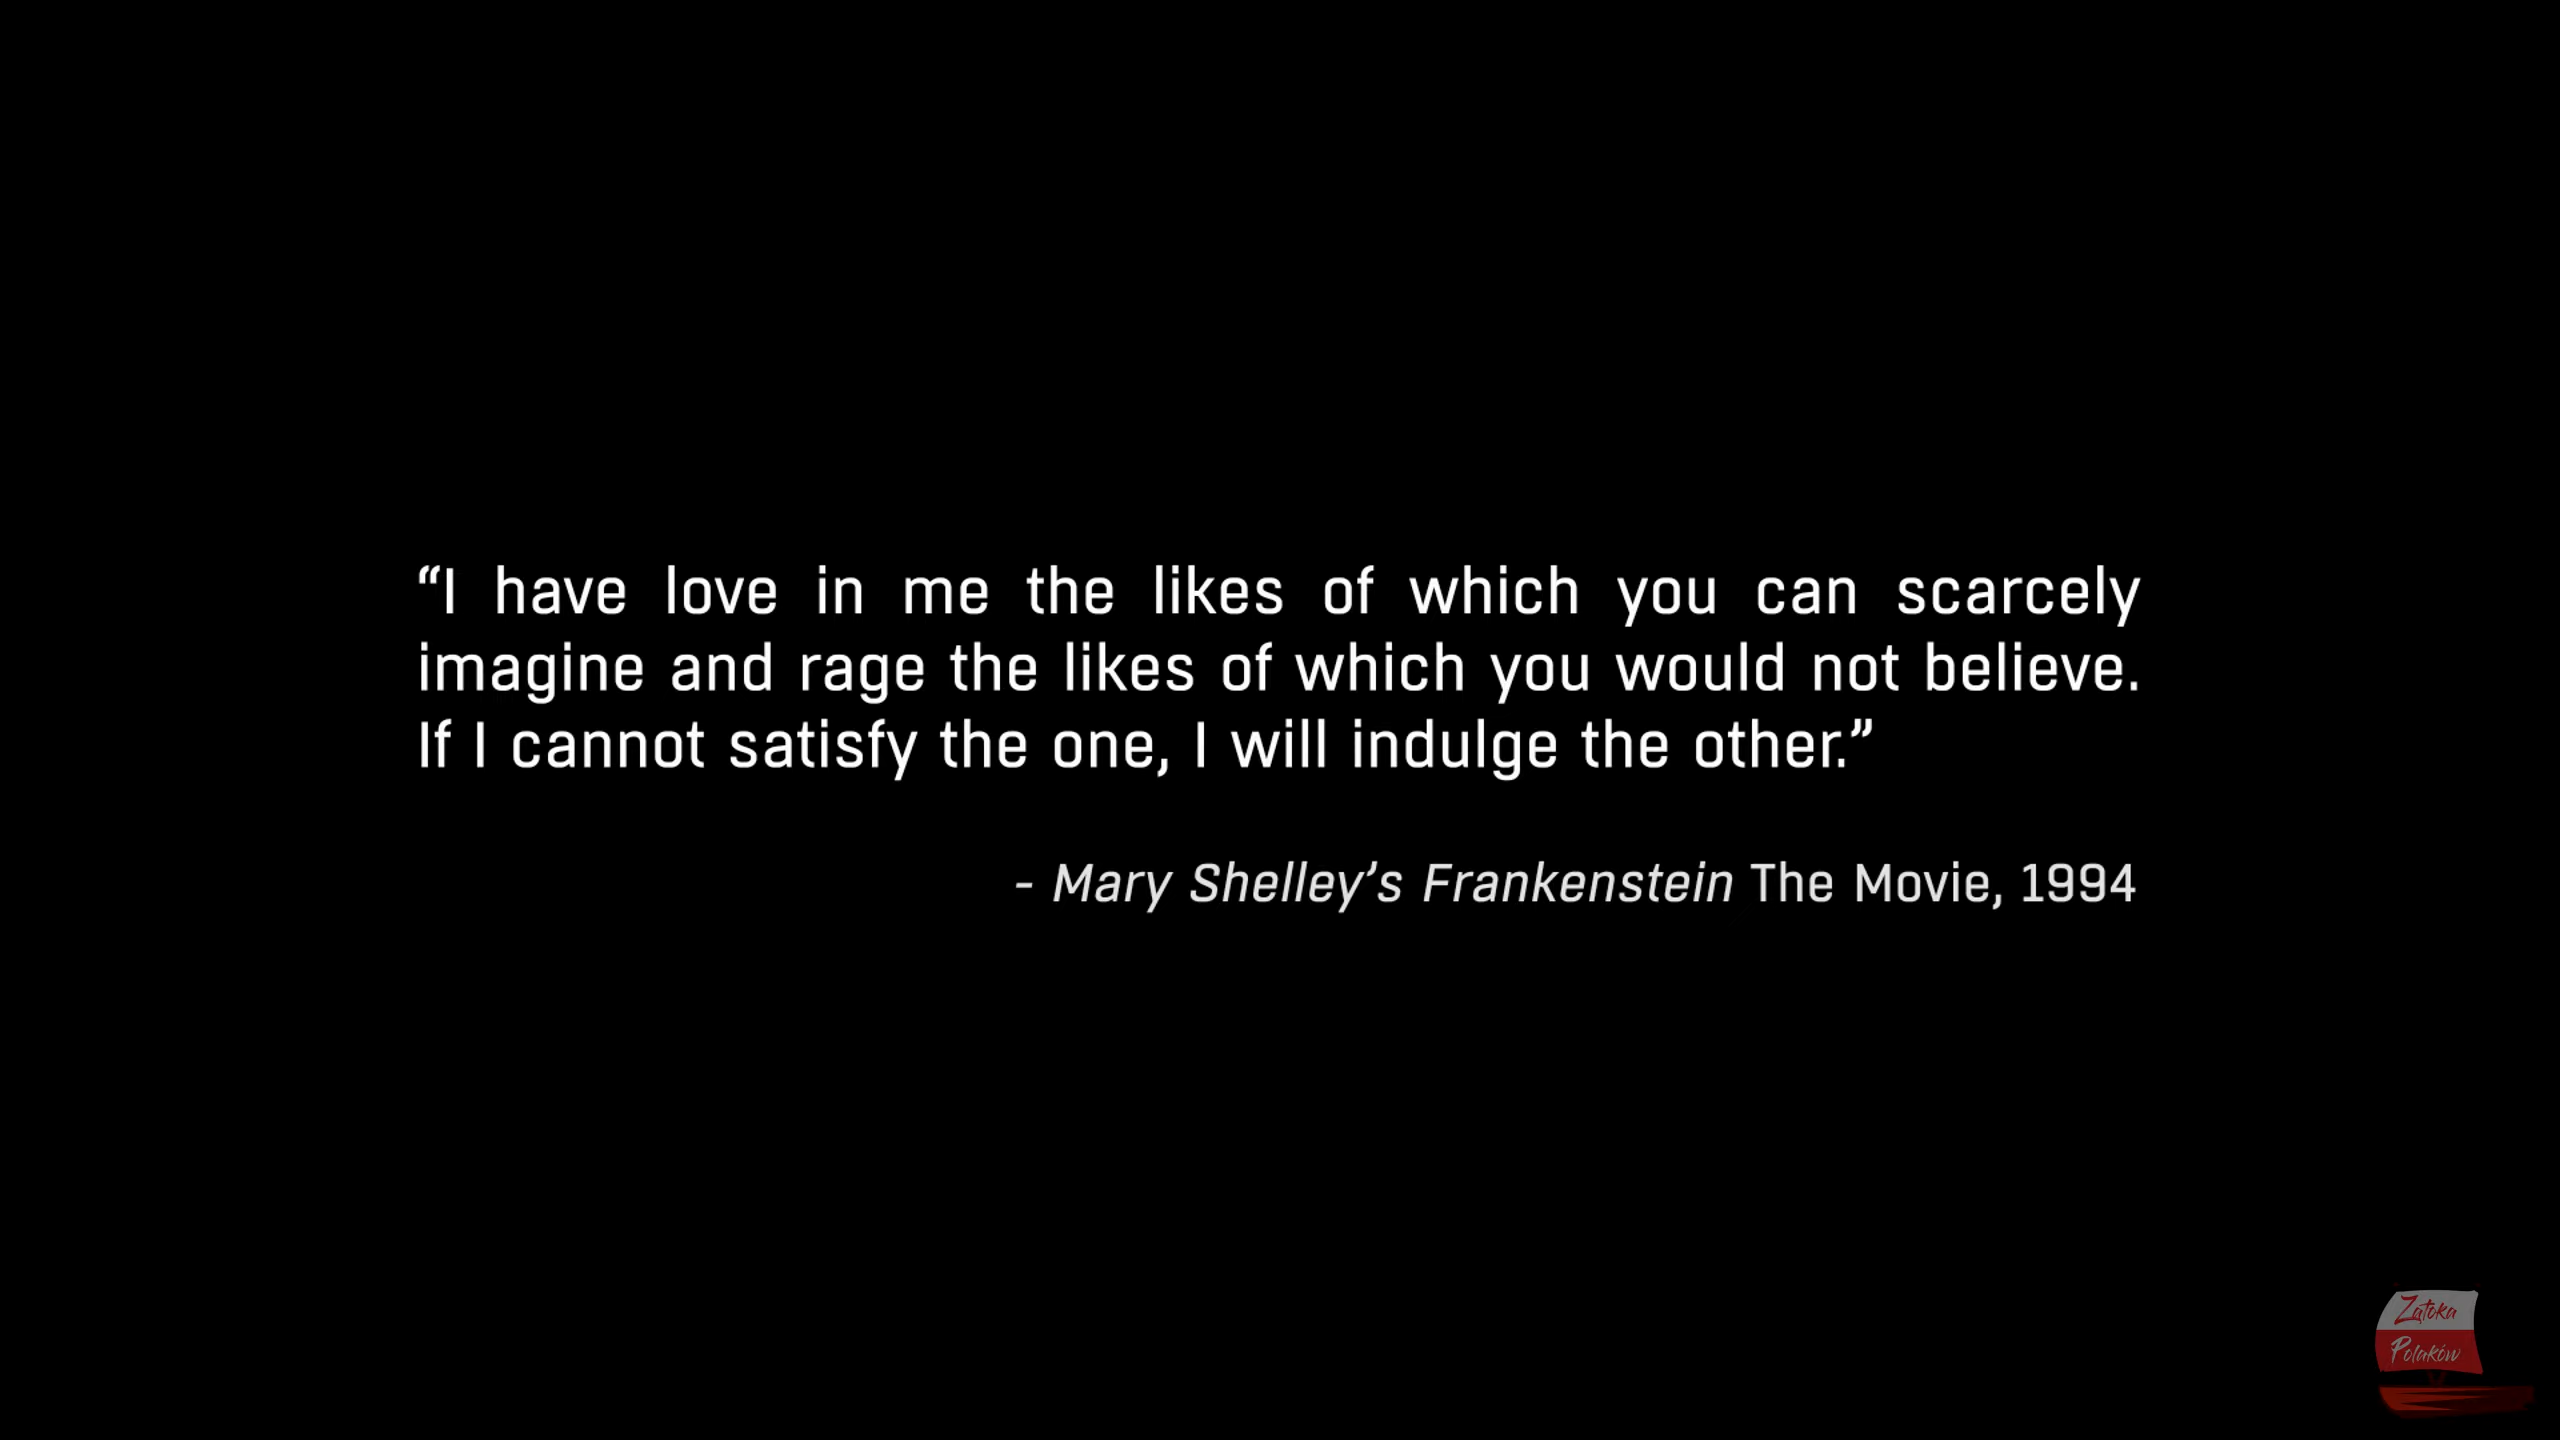 “I have love in me the likes of which you can scarcely
imagine and rage the likes of which you would not believe.
If I cannot satisfy the one, I will indulge the other.”
- Mary Shelley’s Frankenstein The Movie, 1994
Zatoka
Polaków